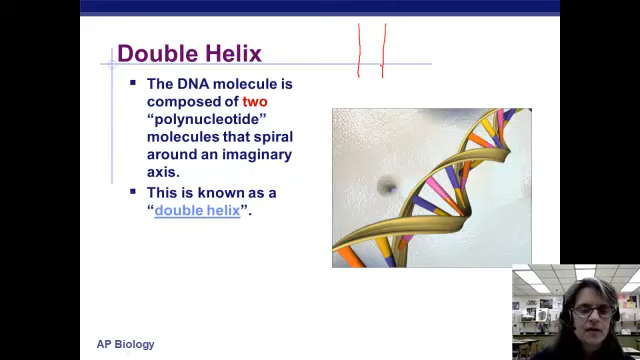 Double Helix
The DNA molecule is
composed of two
“polynucleotide”
molecules that spiral
around an imaginary
axis.
This is known as a
“double helix”.
AP Biology